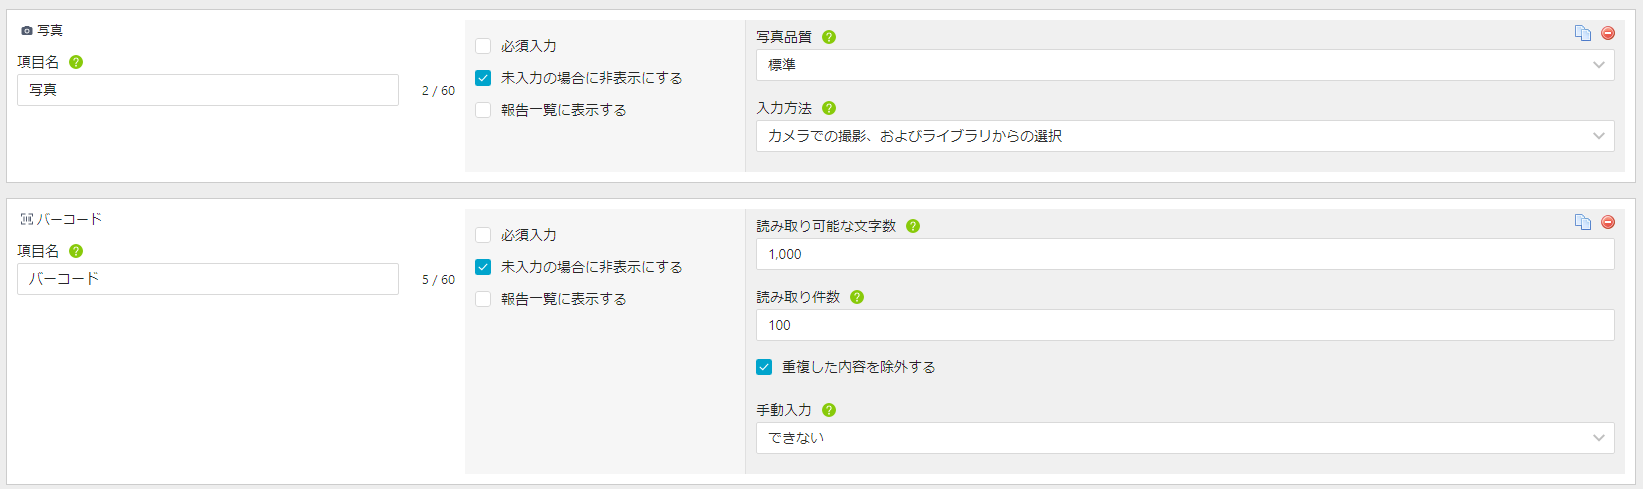 写真
項目名 ?
写真
2 / 60
必須入力
未入力の場合に非表示にする
報告一覧に表示する
写真品質 ?
標準
入力方法 ?
カメラでの撮影、およびライブラリからの選択
バーコード
項目名 ?
バーコード
5 / 60
必須入力
未入力の場合に非表示にする
報告一覧に表示する
読み取り可能な文字数 ?
1,000
読み取り件数 ?
100
重複した内容を除外する
手動入力 ?
できない